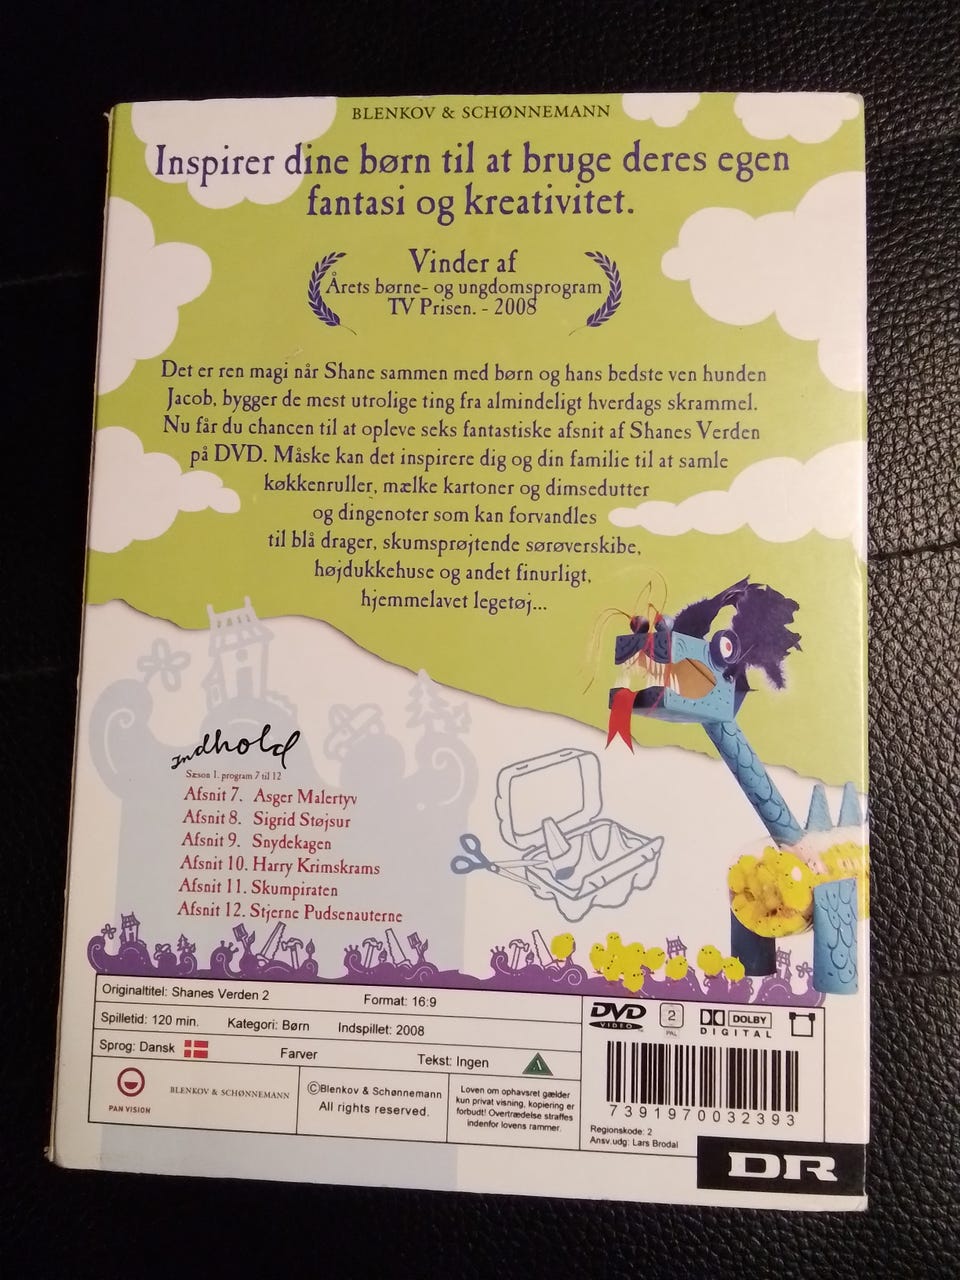 BLENKOV & SCHØNNEMANN
Inspirer dine børn til at bruge deres egen
fantasi og kreativitet.
Vinder af
Årets børne- og ungdomsprogram
TV Prisen. - 2008
Det er ren magi når Shane sammen med børn og hans bedste ven hunden
Jacob, bygger de mest utrolige ting fra almindeligt hverdags skrammel.
Nu får du chancen til at opleve seks fantastiske afsnit af Shanes Verden
på DVD. Måske kan det inspirere dig og din familie til at samle
køkkenruller, mælke kartoner og dimsedutter
og dingenoter som kan forvandles
til blå drager, skumsprøjtende sørøverskibe,
højdukkehuse og andet finurligt,
hjemmelavet legetøj...
Indhold
Sæson 1. program 7 til 12
Afsnit 7. Asger Malertyv
Afsnit 8. Sigrid Støjsur
Afsnit 9. Snydekagen
Afsnit 10. Harry Krimskrams
Afsnit 11. Skumpiraten
Afsnit 12. Stjerne Pudsenauterne
Originaltitel: Shanes Verden 2 Format: 16:9
Spilletid: 120 min. Kategori: Børn Indspillet: 2008
Sprog: Dansk Farver Tekst: Ingen A
DVD VIDEO 2 PAL DOLBY DIGITAL
PAN VISION
BLENKOV & SCHØNNEMANN
©Blenkov & Schønnemann
All rights reserved.
Loven om ophavsret gælder
kun privat visning, kopiering er
forbudt! Overtrædelse straffes
indenfor lovens rammer.
7391970032393
Regionskode: 2
Ansv.udg: Lars Brodal
DR